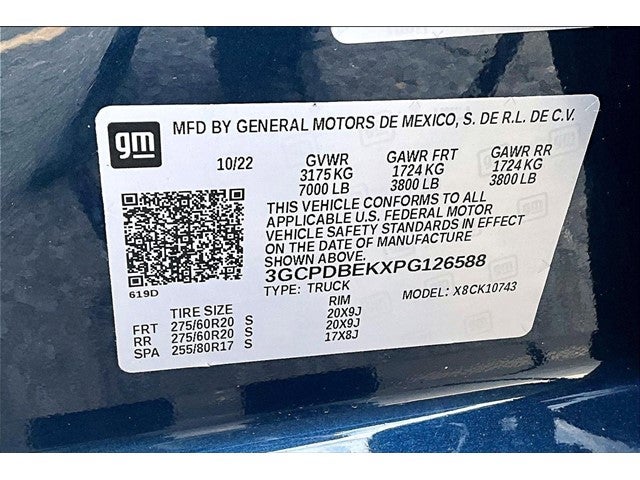 gm
MFD BY GENERAL MOTORS DE MEXICO, S. DE R.L. DE C.V.
10/22 GVWR GAWR FRT GAWR RR
3175 KG 1724 KG 1724 KG
7000 LB 3800 LB 3800 LB
THIS VEHICLE CONFORMS TO ALL
APPLICABLE U.S. FEDERAL MOTOR
VEHICLE SAFETY STANDARDS IN EFFECT
ON THE DATE OF MANUFACTURE
SHOWN ABOVE.
3GCPDBEKXPG126588
619D
TYPE: TRUCK MODEL: X8CK10743
TIRE SIZE RIM
FRT 275/60R20 S 20X9J
RR 275/60R20 S 20X9J
SPA 255/80R17 S 17X8J